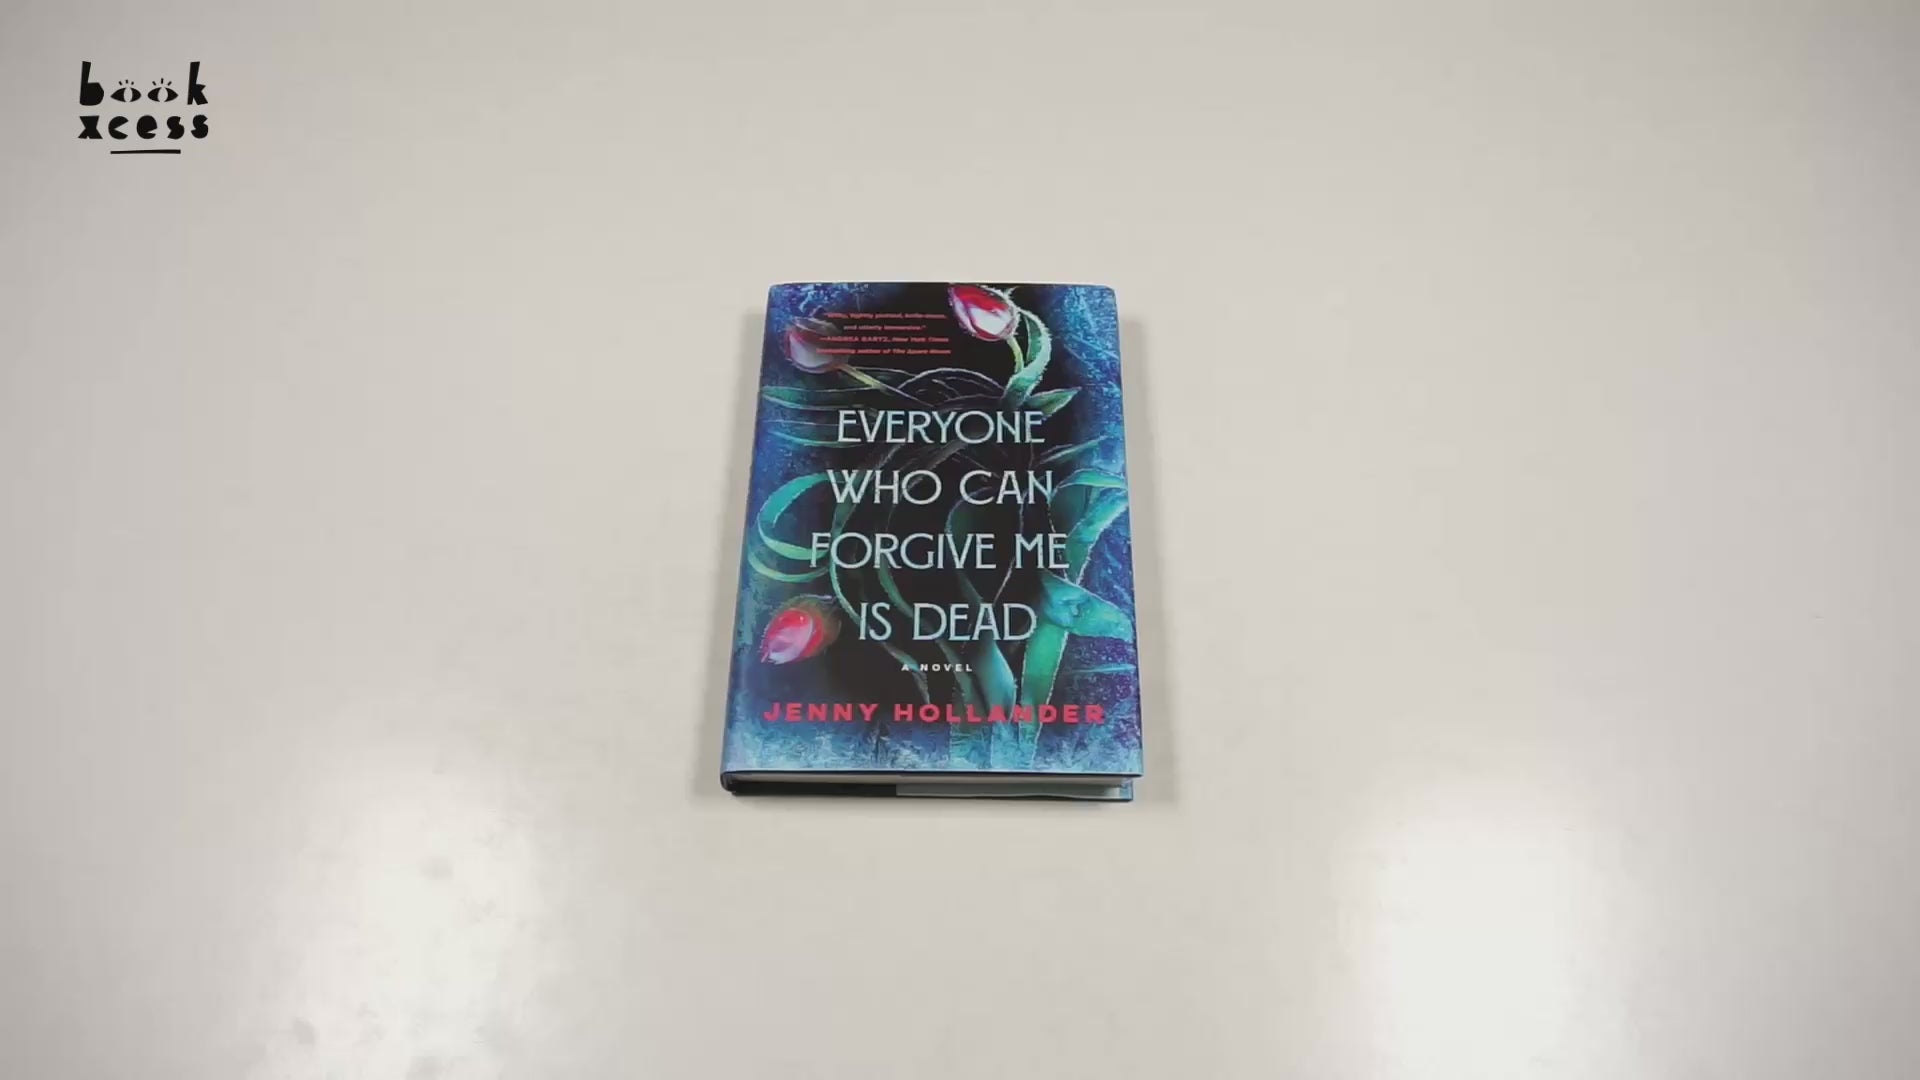 book
xcess
"Witty, tightly plotted, knife-sharp,
and utterly immersive."
—ANDREA BARTZ, New York Times
bestselling author of The Spare Room
EVERYONE
WHO CAN
FORGIVE ME
IS DEAD
A NOVEL
JENNY HOLLANDER